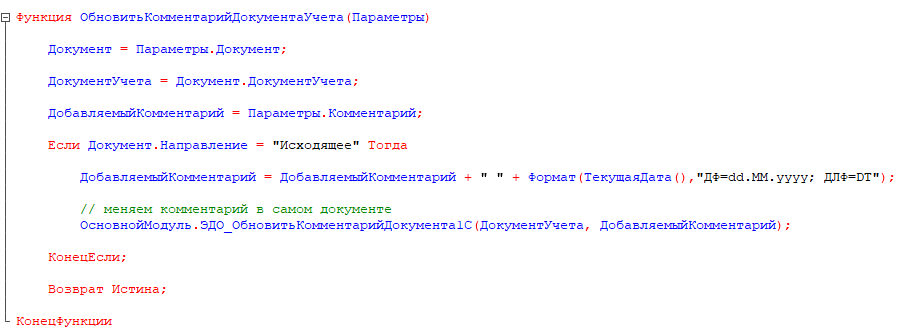 Функция ОбновитьКомментарийДокументаУчета(Параметры)
Документ = Параметры.Документ;
ДокументУчета = Документ.ДокументУчета;
ДобавляемыйКомментарий = Параметры.Комментарий;
Если Документ.Направление = "Исходящее" Тогда
ДобавляемыйКомментарий = ДобавляемыйКомментарий + " " + Формат(ТекущаяДата(),"ДФ=dd.MM.yyyy; ДЛФ=DT");
// меняем комментарий в самом документе
ОсновнойМодуль.ЭДО_ОбновитьКомментарийДокумента1С(ДокументУчета, ДобавляемыйКомментарий);
КонецЕсли;
Возврат Истина;
КонецФункции